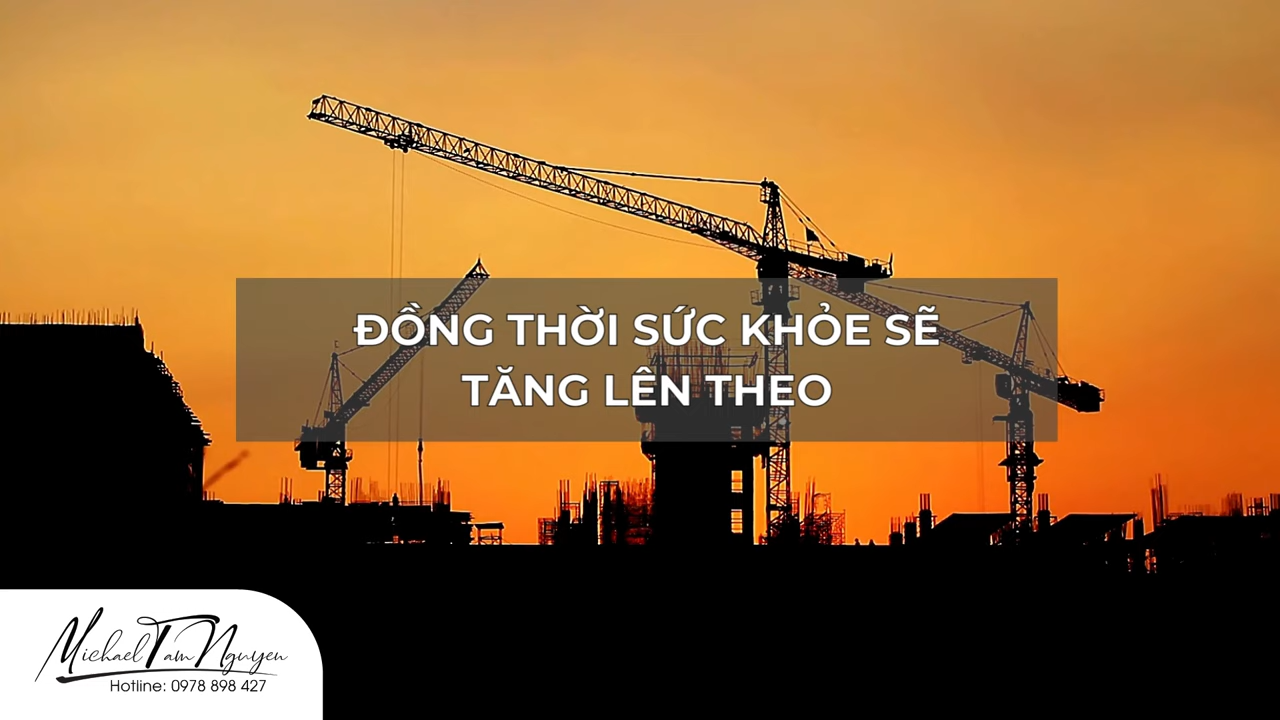 ĐỒNG THỜI SỨC KHỎE SẼ
TĂNG LÊN THEO
Michael Tam Nguyen
Hotline: 0978 898 427